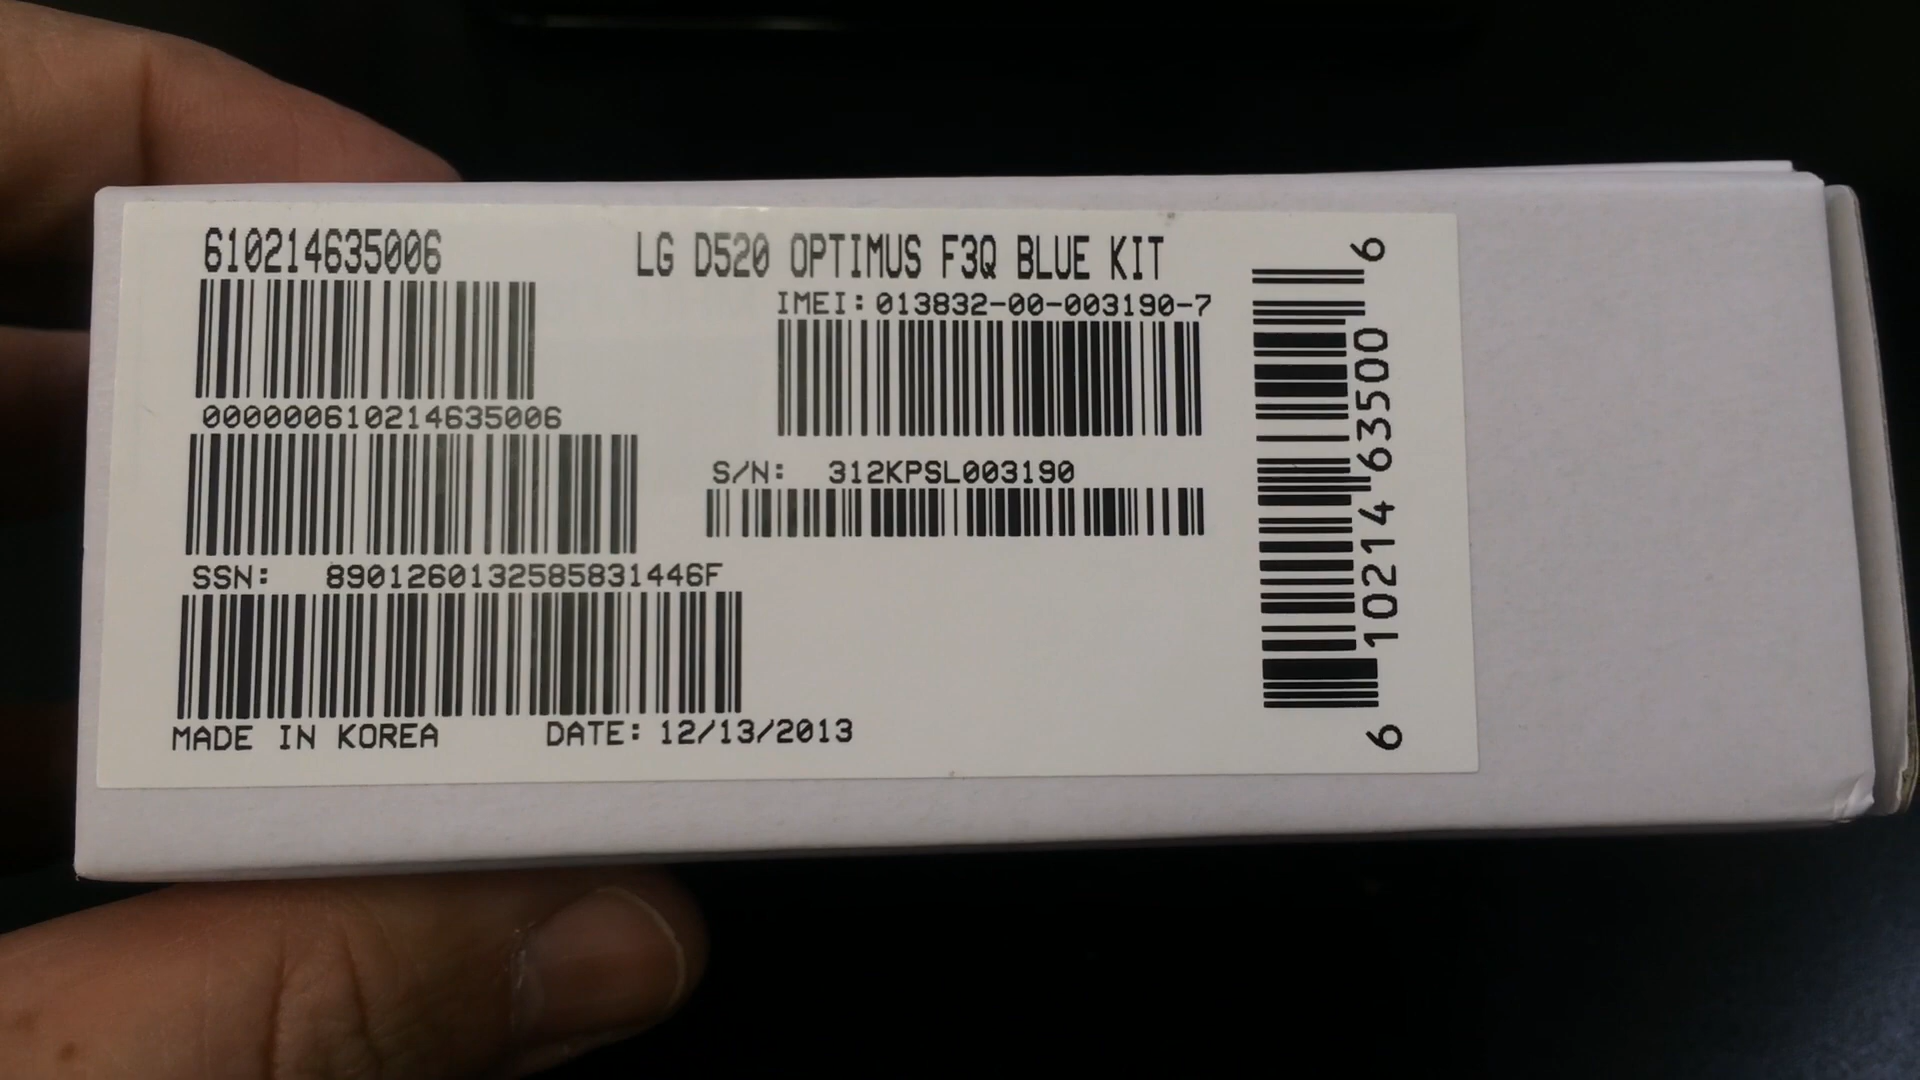 610214635006
LG D520 OPTIMUS F3Q BLUE KIT
IMEI: 013832-00-003190-7
000000610214635006
S/N: 312KPSL003190
SSN: 8901260132585831446F
MADE IN KOREA DATE: 12/13/2013
6 10214 63500 6